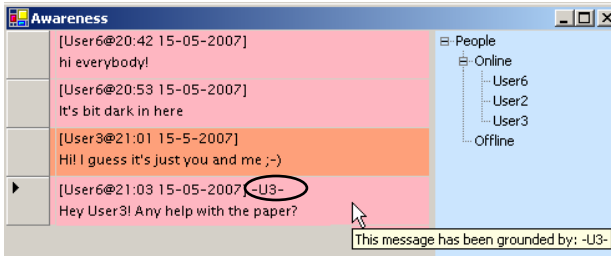 Awareness
[User6@20:42 15-05-2007]
hi everybody!
[User6@20:53 15-05-2007]
It's bit dark in here
[User3@21:01 15-5-2007]
Hi! I guess it's just you and me ;-)
[User6@21:03 15-05-2007] -U3-
Hey User3! Any help with the paper?
People
Online
User6
User2
User3
Offline
This message has been grounded by: -U3-